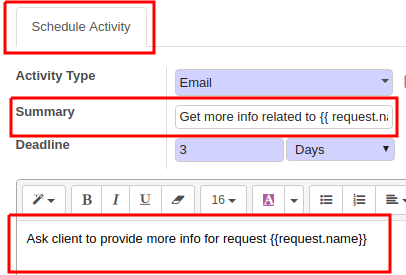 Schedule Activity
Activity Type
Email
Summary
Get more info related to {{ request.na
Deadline
3
Days
B I U 16 A
Ask client to provide more info for request {{request.name}}